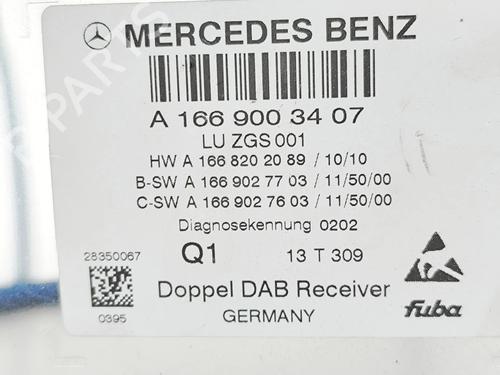 MERCEDES BENZ
A 166 900 34 07
LU ZGS 001
HW A 166 820 20 89 / 10/10
B-SW A 166 902 77 03 / 11/50/00
C-SW A 166 902 76 03 / 11/50/00
Diagnosekennung 0202
28350067
Q1
13 T 309
0395
Doppel DAB Receiver
GERMANY
fuba